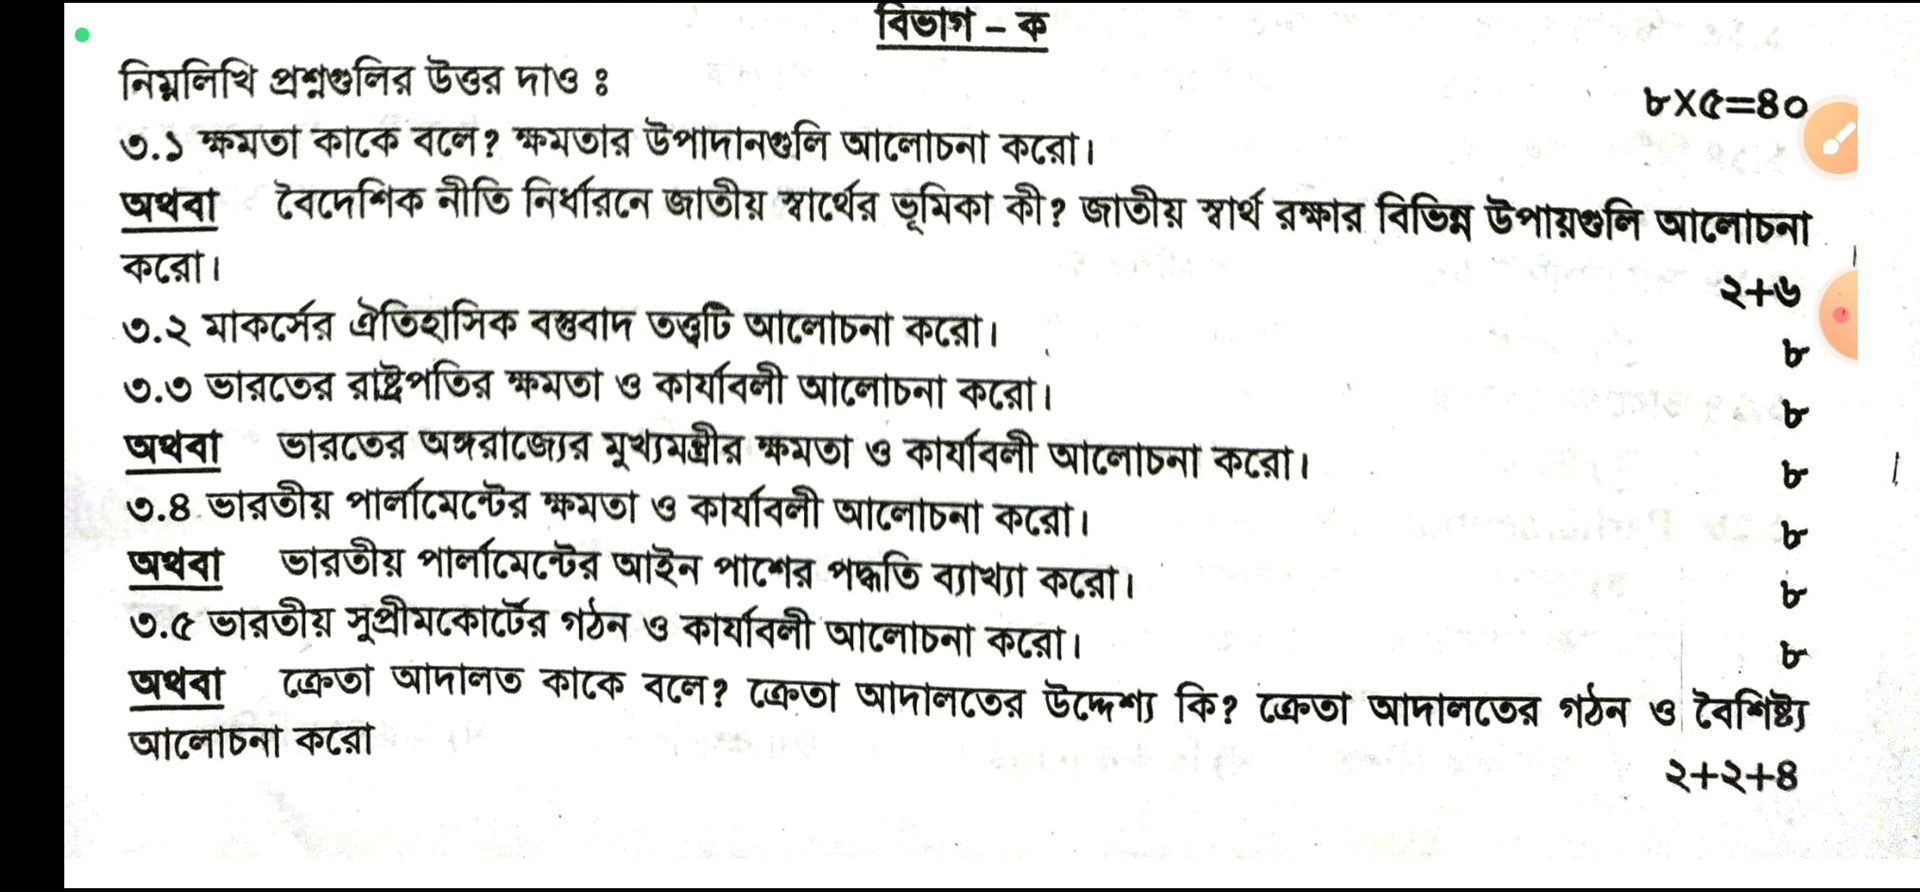 বিভাগ – ক
নিম্নলিখি প্রশ্নগুলির উত্তর দাও ঃ
৮X৫=৪০
৩.১ ক্ষমতা কাকে বলে? ক্ষমতার উপাদানগুলি আলোচনা করো।
অথবা বৈদেশিক নীতি নির্ধারনে জাতীয় স্বার্থের ভূমিকা কী? জাতীয় স্বার্থ রক্ষার বিভিন্ন উপায়গুলি আলোচনা
করো।
২+৬
৩.২ মাকর্সের ঐতিহাসিক বস্তুবাদ তত্ত্বটি আলোচনা করো।
৮
৩.৩ ভারতের রাষ্ট্রপতির ক্ষমতা ও কার্যাবলী আলোচনা করো।
৮
অথবা ভারতের অঙ্গরাজ্যের মুখ্যমন্ত্রীর ক্ষমতা ও কার্যাবলী আলোচনা করো।
৮
৩.৪ ভারতীয় পার্লামেন্টের ক্ষমতা ও কার্যাবলী আলোচনা করো।
৮
অথবা ভারতীয় পার্লামেন্টের আইন পাশের পদ্ধতি ব্যাখ্যা করো।
৮
৩.৫ ভারতীয় সুপ্রীমকোর্টের গঠন ও কার্যাবলী আলোচনা করো।
৮
অথবা ক্রেতা আদালত কাকে বলে? ক্রেতা আদালতের উদ্দেশ্য কি? ক্রেতা আদালতের গঠন ও বৈশিষ্ট্য
আলোচনা করো
২+২+৪